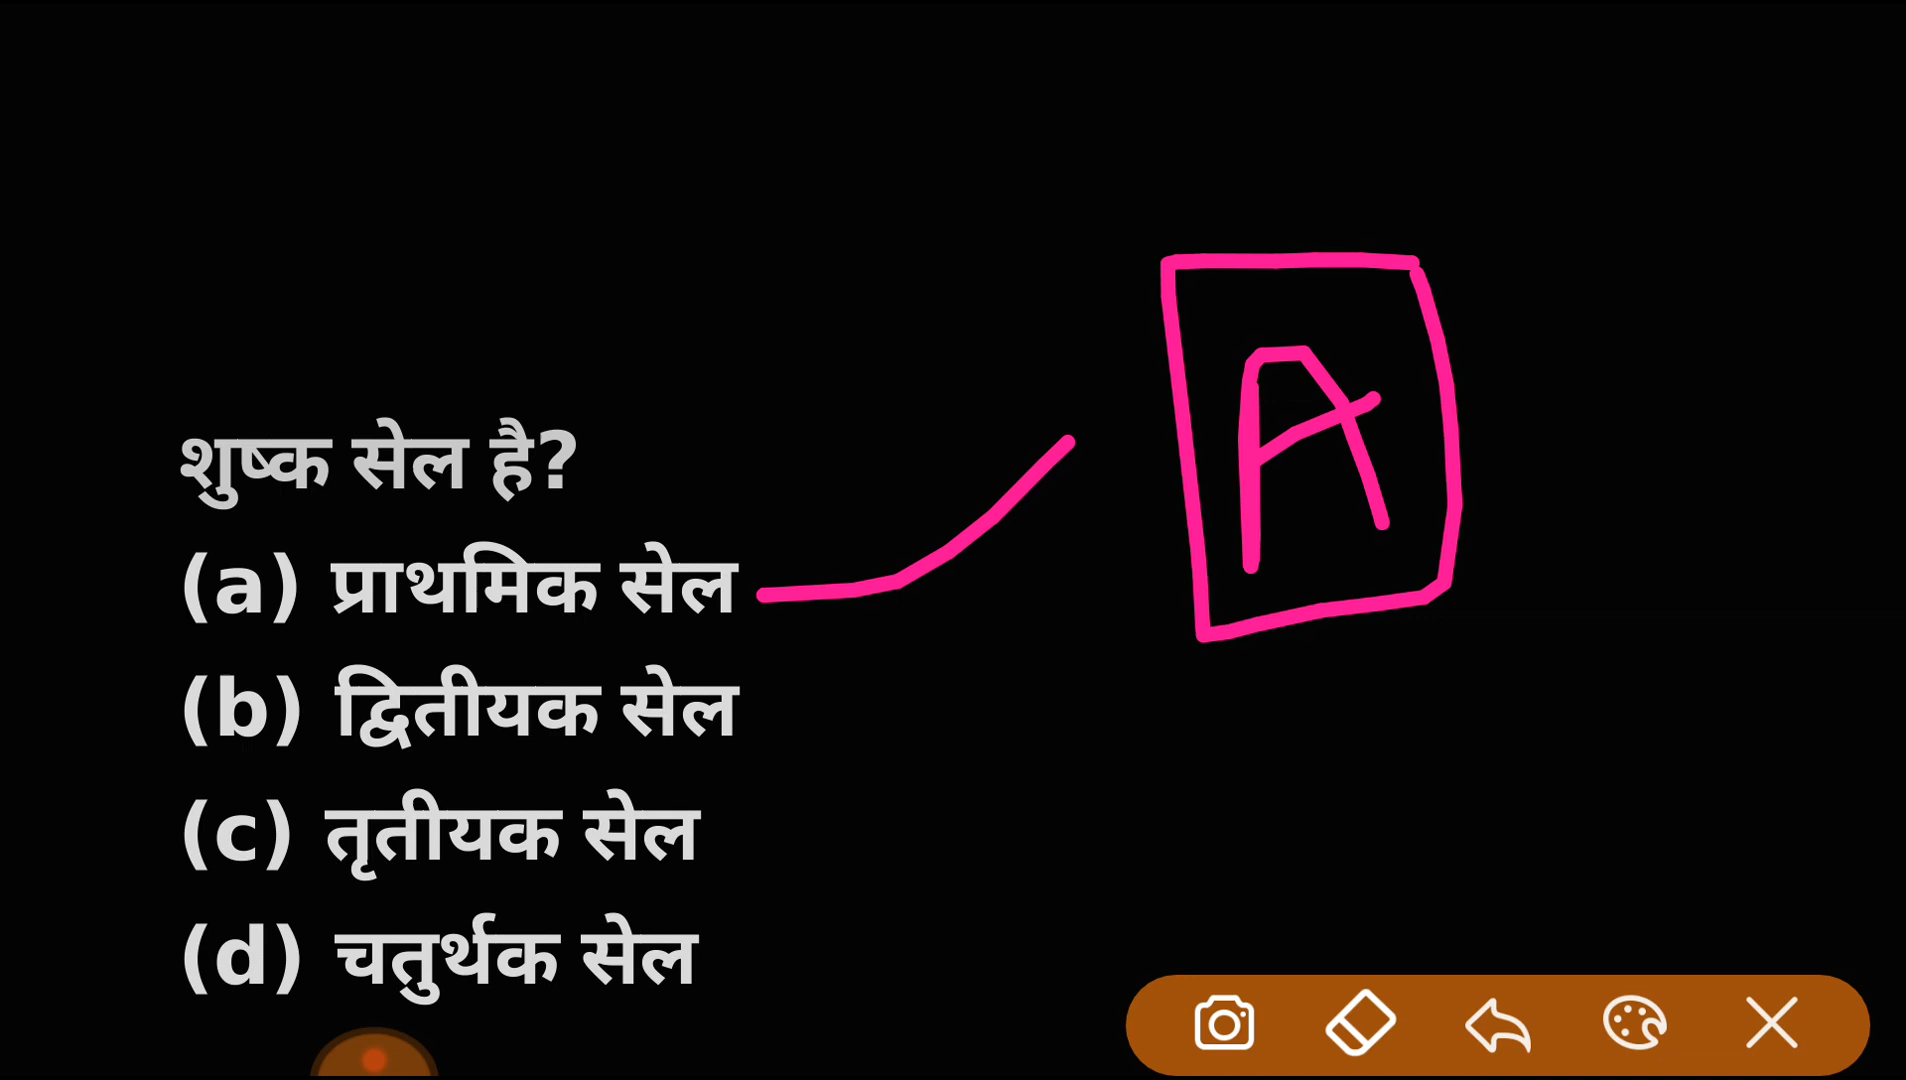 शुष्क सेल है?
(a) प्राथमिक सेल
(b) द्वितीयक सेल
(c) तृतीयक सेल
(d) चतुर्थक सेल
A